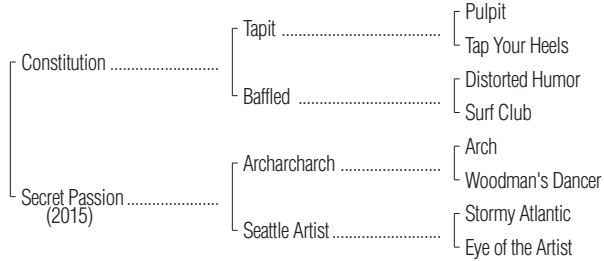 Pulpit
Tapit ..........................................
Tap Your Heels
Constitution .............................
Distorted Humor
Baffled ......................................
Surf Club
Arch
Archarcharch ...........................
Woodman's Dancer
Secret Passion ........................
(2015)
Stormy Atlantic
Seattle Artist .............................
Eye of the Artist